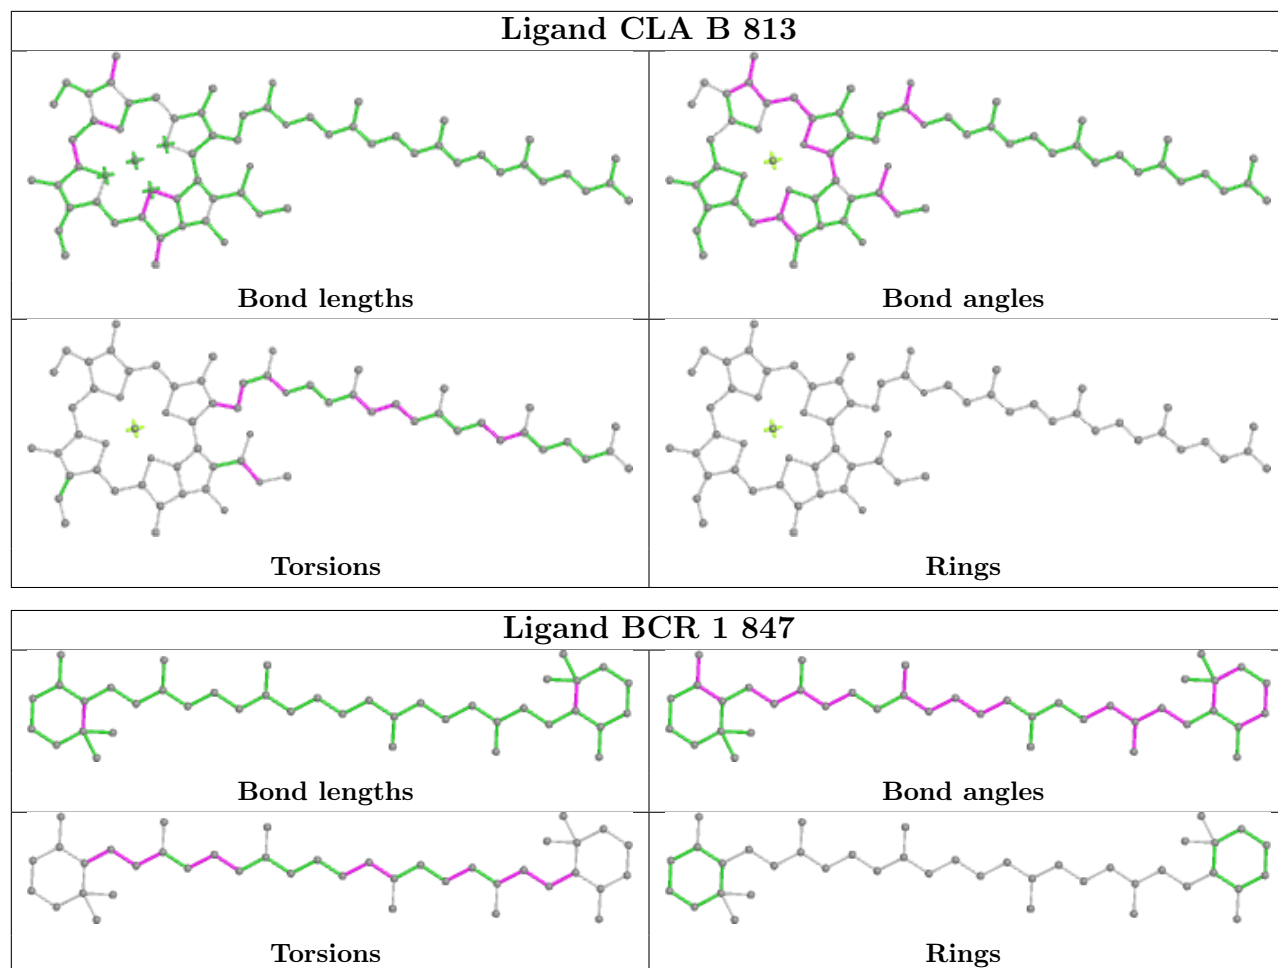 Ligand CLA B 813
Bond lengths
Bond angles
Torsions
Rings
Ligand BCR 1 847
Bond lengths
Bond angles
Torsions
Rings